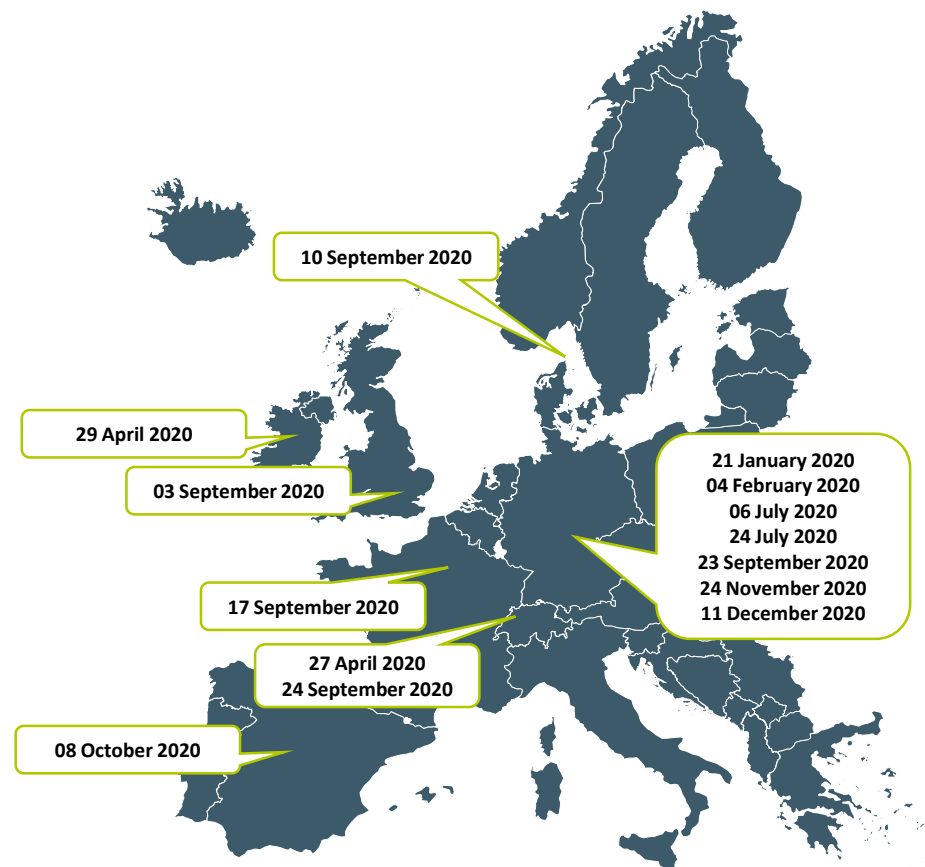 10 September 2020
29 April 2020
03 September 2020
21 January 2020
04 February 2020
06 July 2020
24 July 2020
23 September 2020
24 November 2020
11 December 2020
17 September 2020
27 April 2020
24 September 2020
08 October 2020